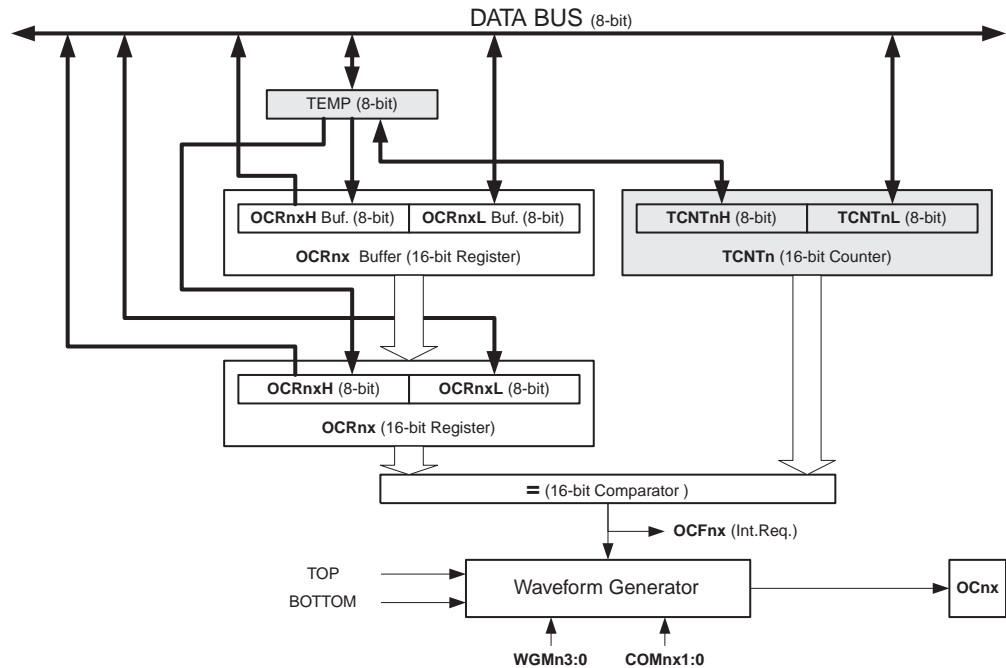 DATA BUS (8-bit)
TEMP (8-bit)
OCRnxH Buf. (8-bit) OCRnxL Buf. (8-bit)
OCRnx Buffer (16-bit Register)
TCNTnH (8-bit) TCNTnL (8-bit)
TCNTn (16-bit Counter)
OCRnxH (8-bit) OCRnxL (8-bit)
OCRnx (16-bit Register)
= (16-bit Comparator )
OCFnx (Int.Req.)
TOP
BOTTOM
Waveform Generator
OCnx
WGMn3:0 COMnx1:0